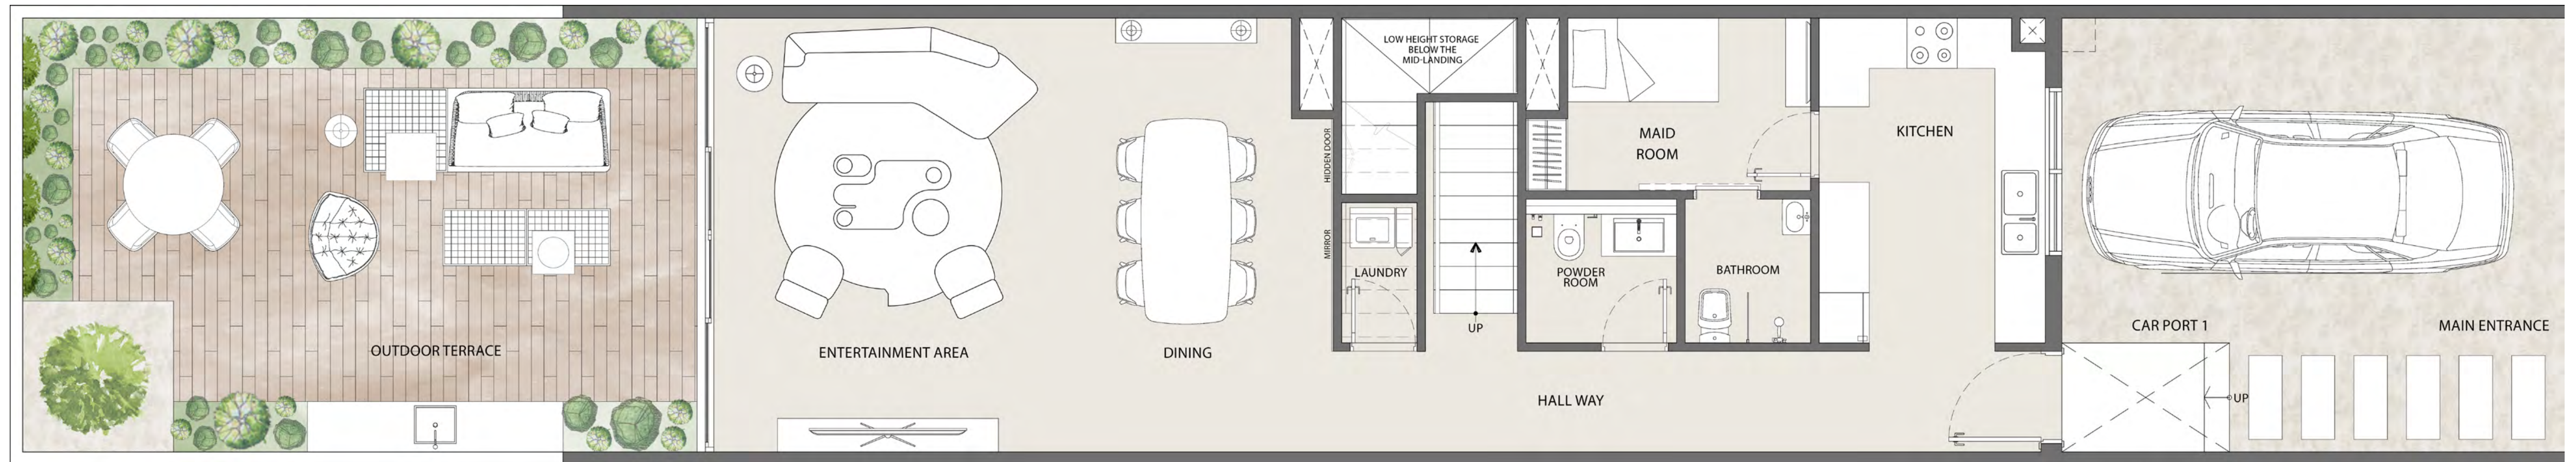 LOW HEIGHT STORAGE
BELOW THE
MID-LANDING
HIDDEN DOOR
MAID
ROOM
KITCHEN
MIRROR
LAUNDRY
POWDER
ROOM
BATHROOM
UP
CAR PORT 1
MAIN ENTRANCE
OUTDOOR TERRACE
ENTERTAINMENT AREA
DINING
HALL WAY
UP